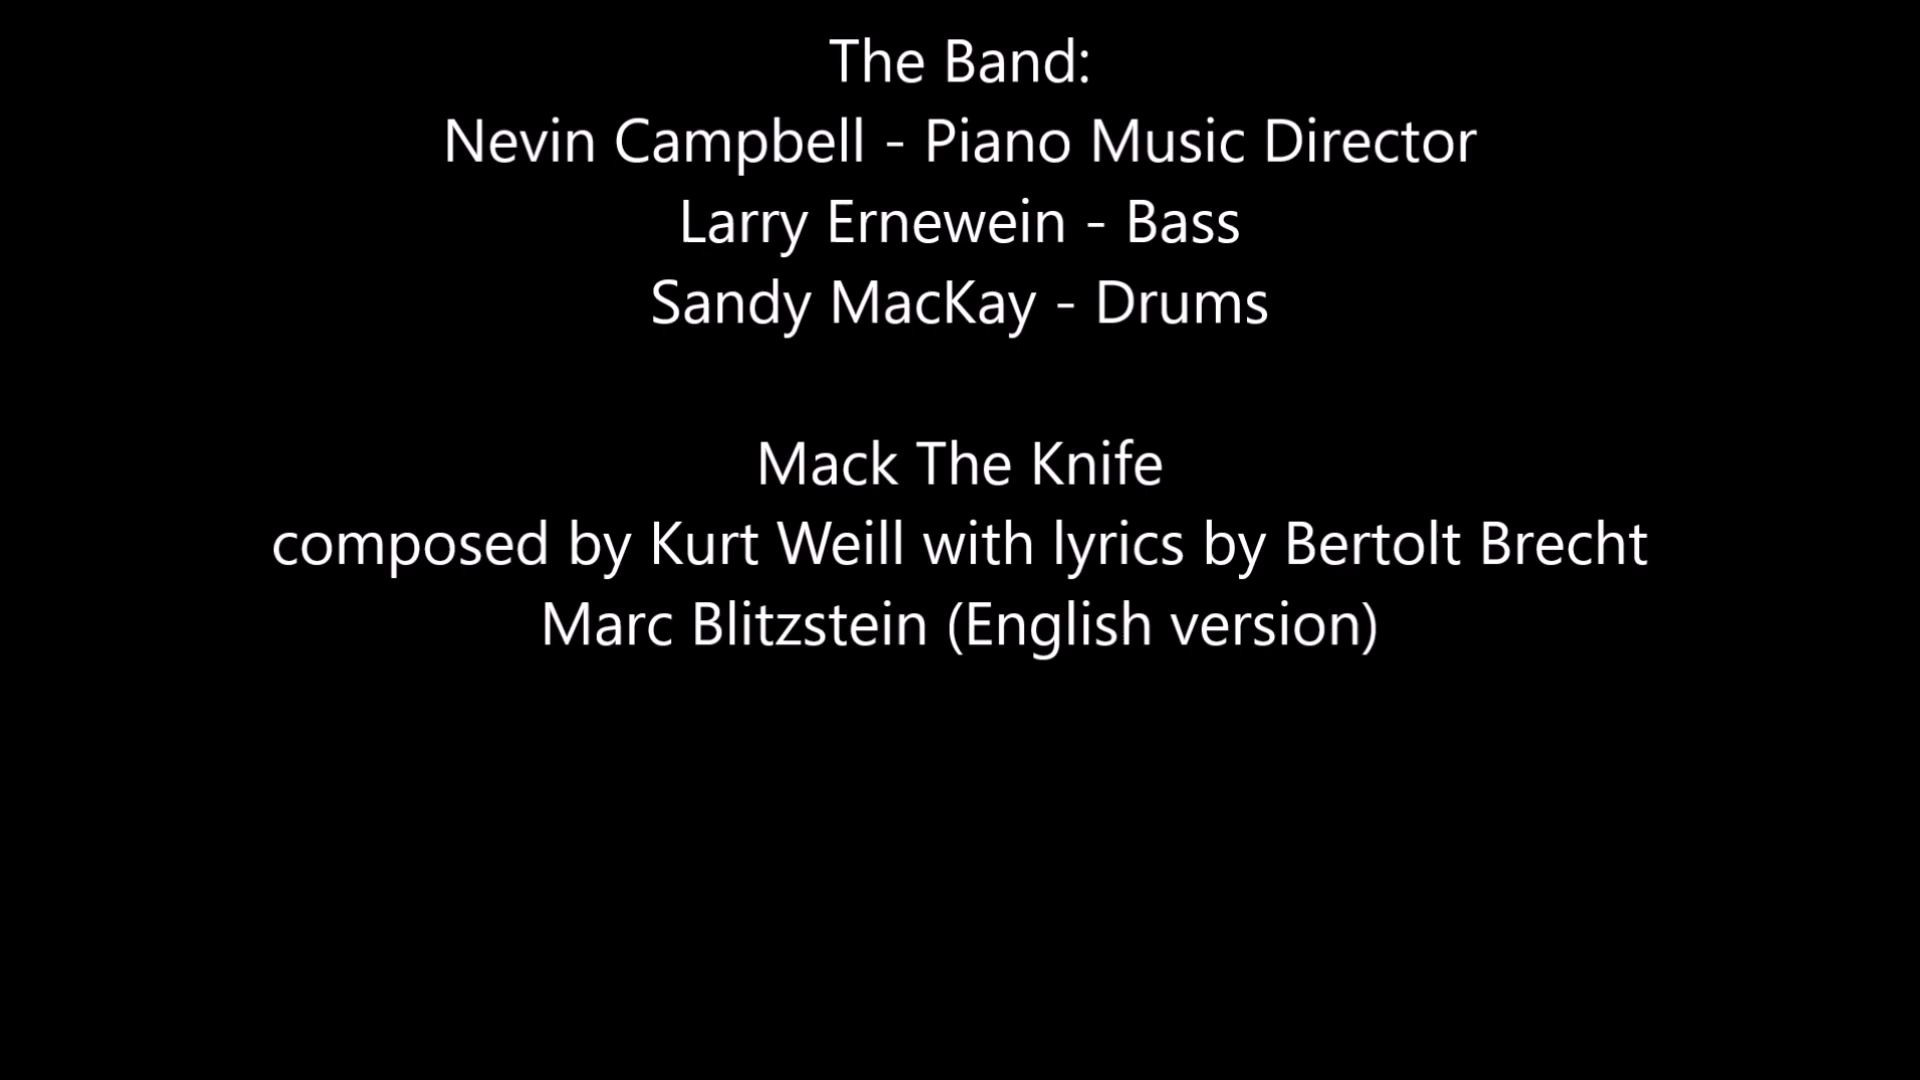 The Band:
Nevin Campbell - Piano Music Director
Larry Ernewein - Bass
Sandy MacKay - Drums
Mack The Knife
composed by Kurt Weill with lyrics by Bertolt Brecht
Marc Blitzstein (English version)